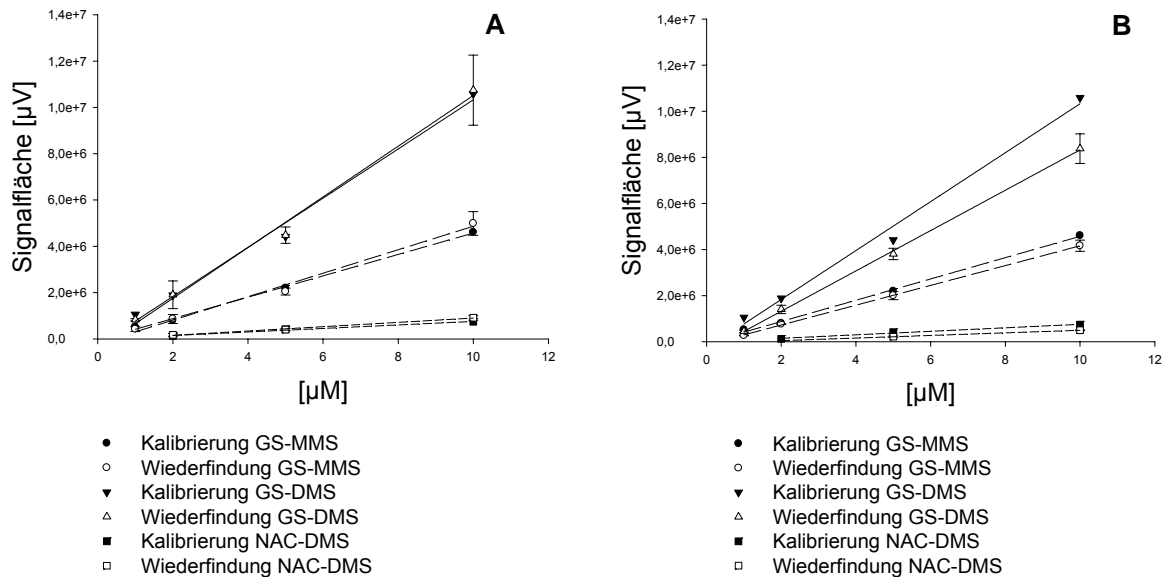 A
Signalfläche [µV]
1,4e+7
1,2e+7
1,0e+7
8,0e+6
6,0e+6
4,0e+6
2,0e+6
0,0
0 2 4 6 8 10 12
[µM]
Kalibrierung GS-MMS
Wiederfindung GS-MMS
Kalibrierung GS-DMS
Wiederfindung GS-DMS
Kalibrierung NAC-DMS
Wiederfindung NAC-DMS
B
Signalfläche [µV]
1,4e+7
1,2e+7
1,0e+7
8,0e+6
6,0e+6
4,0e+6
2,0e+6
0,0
0 2 4 6 8 10 12
[µM]
Kalibrierung GS-MMS
Wiederfindung GS-MMS
Kalibrierung GS-DMS
Wiederfindung GS-DMS
Kalibrierung NAC-DMS
Wiederfindung NAC-DMS